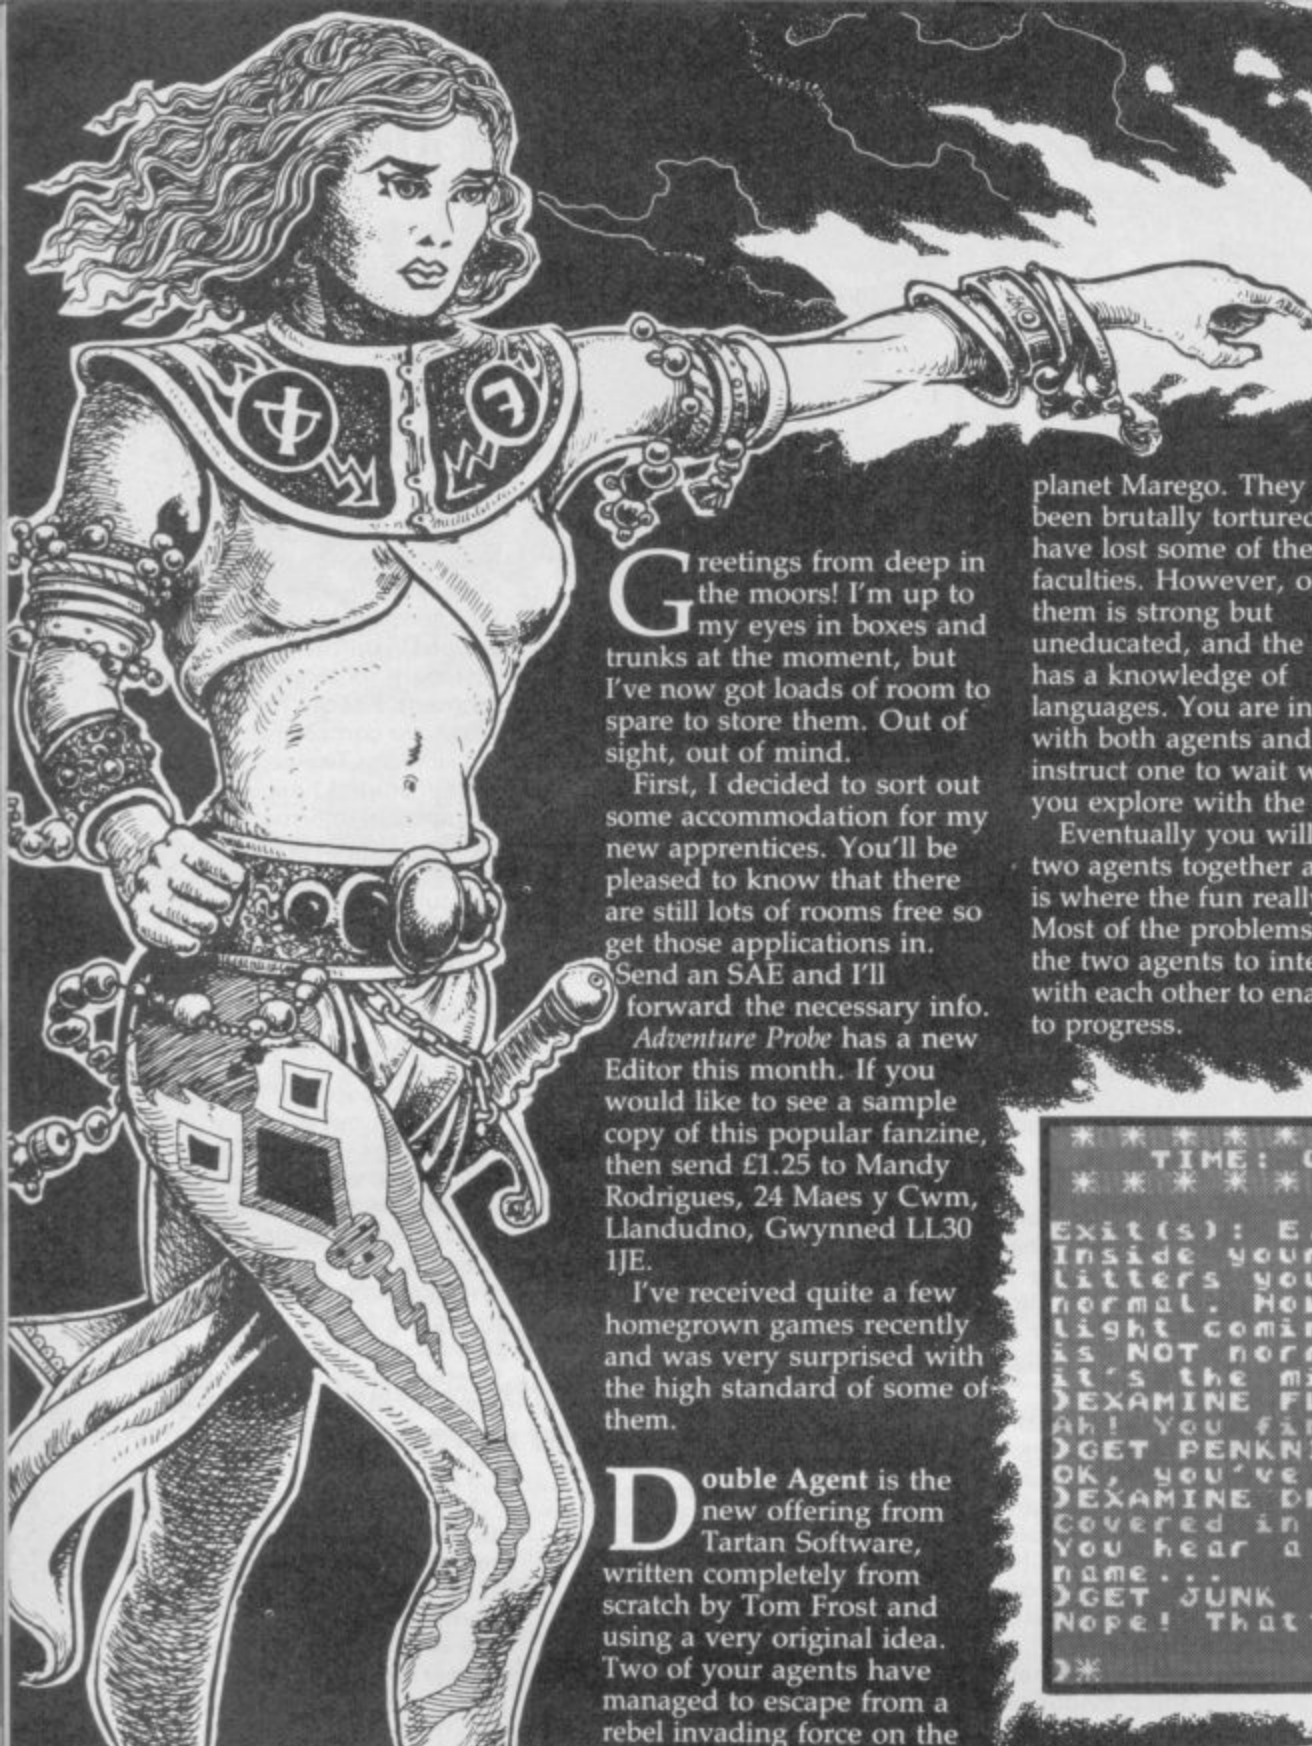 Greetings from deep in
the moors! I'm up to
my eyes in boxes and
trunks at the moment, but
I've now got loads of room to
spare to store them. Out of
sight, out of mind.
First, I decided to sort out
some accommodation for my
new apprentices. You'll be
pleased to know that there
are still lots of rooms free so
get those applications in.
Send an SAE and I'll
forward the necessary info.
Adventure Probe has a new
Editor this month. If you
would like to see a sample
copy of this popular fanzine,
then send £1.25 to Mandy
Rodrigues, 24 Maes y Cwm,
Llandudno, Gwynned LL30
1JE.
I've received quite a few
homegrown games recently
and was very surprised with
the high standard of some of
them.
Double Agent is the
new offering from
Tartan Software,
written completely from
scratch by Tom Frost and
using a very original idea.
Two of your agents have
managed to escape from a
rebel invading force on the
planet Marego. They
been brutally tortured
have lost some of the
faculties. However, o
them is strong but
uneducated, and the
has a knowledge of
languages. You are in
with both agents and
instruct one to wait w
you explore with the
Eventually you will
two agents together a
is where the fun reall
Most of the problems
the two agents to inte
with each other to ena
to progress.
* * * * *
TIME:
* * * * *
Exit(s): E
Inside your
litters you
normal. Ho
light comin
is NOT nor
it's the mi
>EXAMINE F
Ah! You fi
>GET PENKN
OK, you've
>EXAMINE D
Covered in
You hear a
name...
>GET JUNK
Nope! That
>*